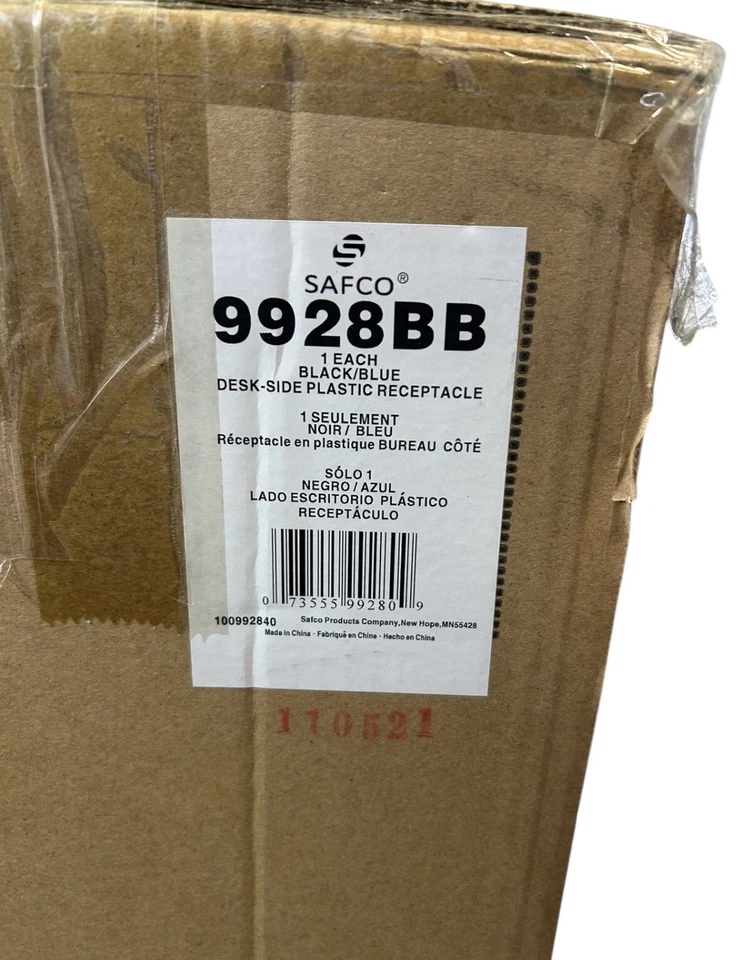 SAFCO®
9928BB
1 EACH
BLACK/BLUE
DESK-SIDE PLASTIC RECEPTACLE
1 SEULEMENT
NOIR / BLEU
Réceptacle en plastique BUREAU CÔTÉ
SÓLO 1
NEGRO / AZUL
LADO ESCRITORIO PLÁSTICO
RECEPTÁCULO
0 73555 99280 9
100992840 Safco Products Company, New Hope, MN55428
Made in China · Fabriqué en Chine · Hecho en China
110521